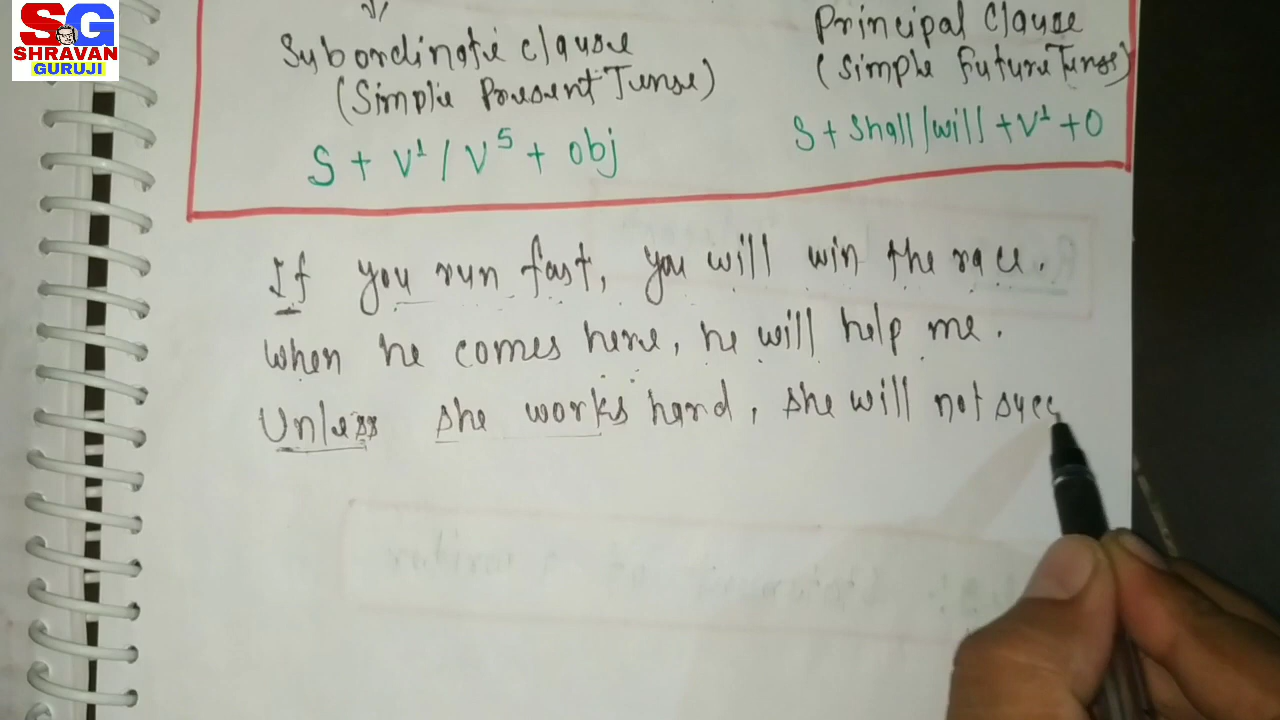 SG
SHRAVAN
GURUJI
Subordinate clause
(Simple Present Tense)
S + V¹ / V⁵ + obj
Principal Clause
(Simple Future Tense)
S + Shall/will + V¹ + O
If you run fast, you will win the race.
When he comes here, he will help me.
Unless she works hard, she will not succ